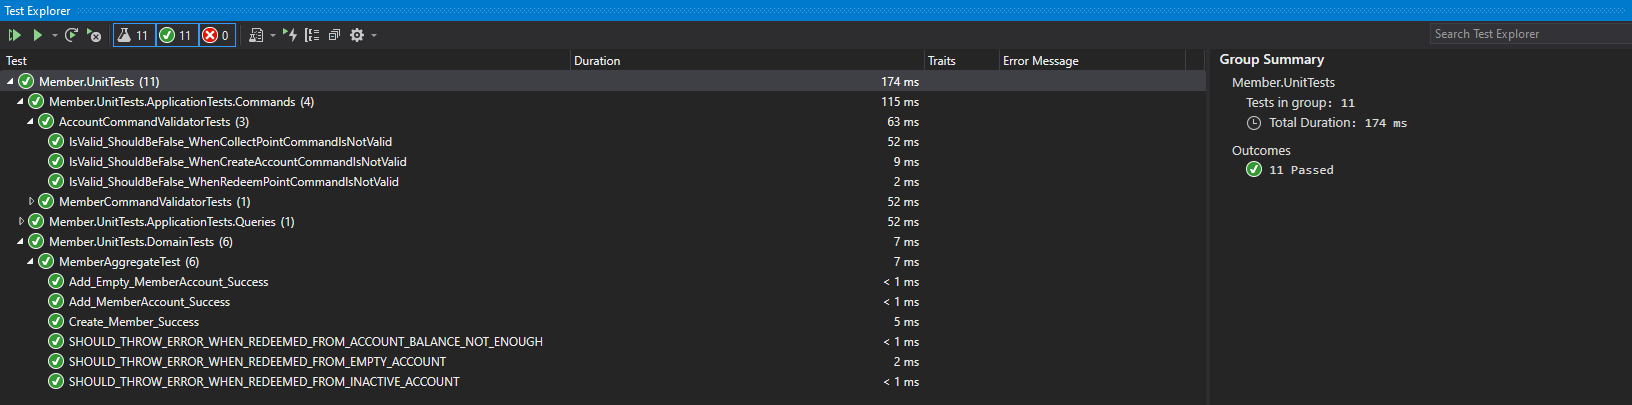 Test Explorer
11 11 0
Search Test Explorer
Test Duration Traits Error Message
Member.UnitTests (11) 174 ms
Member.UnitTests.ApplicationTests.Commands (4) 115 ms
AccountCommandValidatorTests (3) 63 ms
IsValid_ShouldBeFalse_WhenCollectPointCommandIsNotValid 52 ms
IsValid_ShouldBeFalse_WhenCreateAccountCommandIsNotValid 9 ms
IsValid_ShouldBeFalse_WhenRedeemPointCommandIsNotValid 2 ms
MemberCommandValidatorTests (1) 52 ms
Member.UnitTests.ApplicationTests.Queries (1) 52 ms
Member.UnitTests.DomainTests (6) 7 ms
MemberAggregateTest (6) 7 ms
Add_Empty_MemberAccount_Success < 1 ms
Add_MemberAccount_Success < 1 ms
Create_Member_Success 5 ms
SHOULD_THROW_ERROR_WHEN_REDEEMED_FROM_ACCOUNT_BALANCE_NOT_ENOUGH < 1 ms
SHOULD_THROW_ERROR_WHEN_REDEEMED_FROM_EMPTY_ACCOUNT 2 ms
SHOULD_THROW_ERROR_WHEN_REDEEMED_FROM_INACTIVE_ACCOUNT < 1 ms
Group Summary
Member.UnitTests
Tests in group: 11
Total Duration: 174 ms
Outcomes
11 Passed